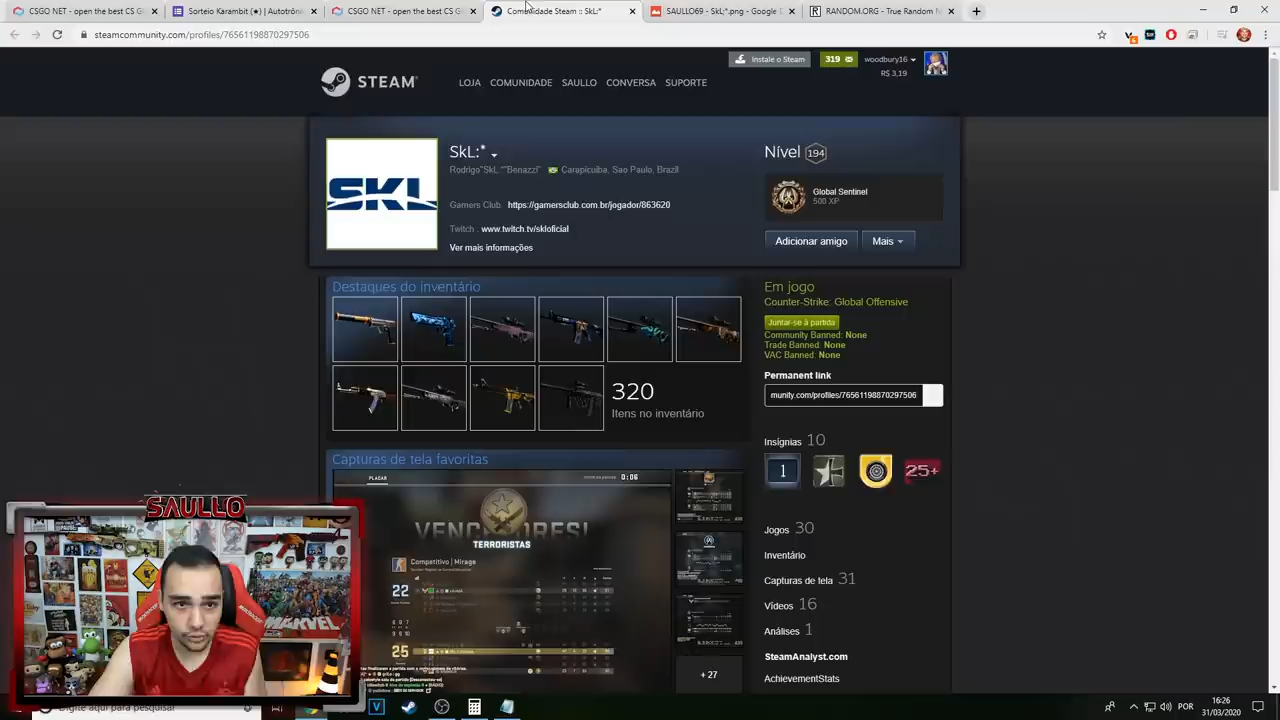 CSGO NET - open the best CS G
Sorteio Karambit (★) | Autotrôni
CSGO NET - open the best CS G
Comunidade Steam :: SkL:*
SAULLO69 - SkL;*.png - Google D
RANDOM.ORG - True Random N
steamcommunity.com/profiles/76561198870297506
STEAM
LOJA COMUNIDADE SAULLO CONVERSA SUPORTE
Instale o Steam
319
woodbury16
R$ 3,19
SKL
SkL:*
Rodrigo"SkL:*"Benazzi" Carapicuiba, Sao Paulo, Brazil
Gamers Club. https://gamersclub.com.br/jogador/863620
Twitch . www.twitch.tv/skloficial
Ver mais informações
Nível 194
Global Sentinel
500 XP
Adicionar amigo
Mais
Destaques do inventário
320
Itens no inventário
Em jogo
Counter-Strike: Global Offensive
Juntar-se à partida
Community Banned: None
Trade Banned: None
VAC Banned: None
Permanent link
munity.com/profiles/76561198870297506
Insígnias 10
1
25+
Capturas de tela favoritas
PLACAR
0:06
VENCEDORES!
TERRORISTAS
Competitivo | Mirage
22
25
+ 27
Jogos 30
Inventário
Capturas de tela 31
Vídeos 16
Análises 1
SteamAnalyst.com
AchievementStats
SAULLO
MARVEL
Digite aqui para pesquisar
POR
16:26
31/03/2020